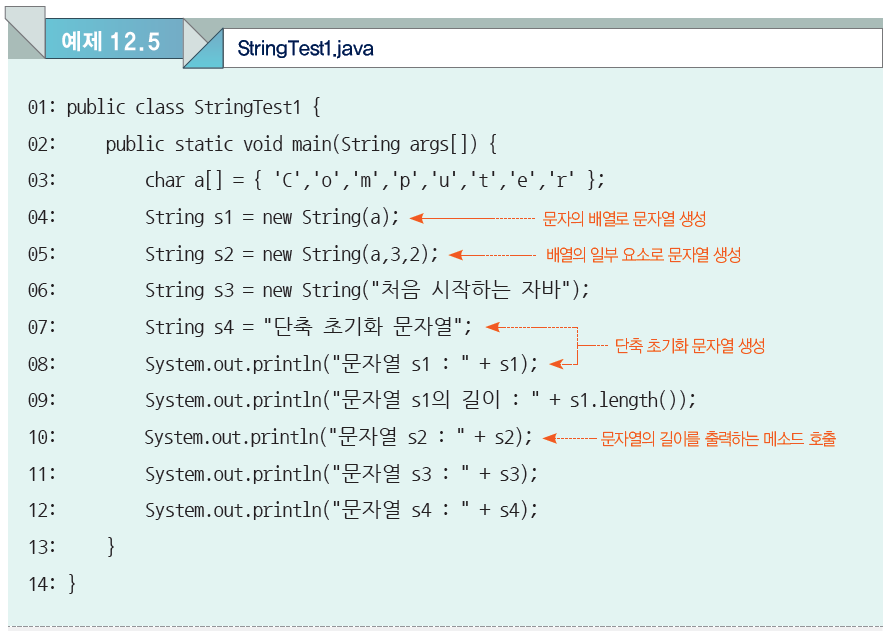 예제 12.5
StringTest1.java
01: public class StringTest1 {
02: public static void main(String args[]) {
03: char a[] = { 'C','o','m','p','u','t','e','r' };
04: String s1 = new String(a); 문자의 배열로 문자열 생성
05: String s2 = new String(a,3,2); 배열의 일부 요소로 문자열 생성
06: String s3 = new String("처음 시작하는 자바");
07: String s4 = "단축 초기화 문자열";
단축 초기화 문자열 생성
08: System.out.println("문자열 s1 : " + s1);
09: System.out.println("문자열 s1의 길이 : " + s1.length());
10: System.out.println("문자열 s2 : " + s2); 문자열의 길이를 출력하는 메소드 호출
11: System.out.println("문자열 s3 : " + s3);
12: System.out.println("문자열 s4 : " + s4);
13: }
14: }